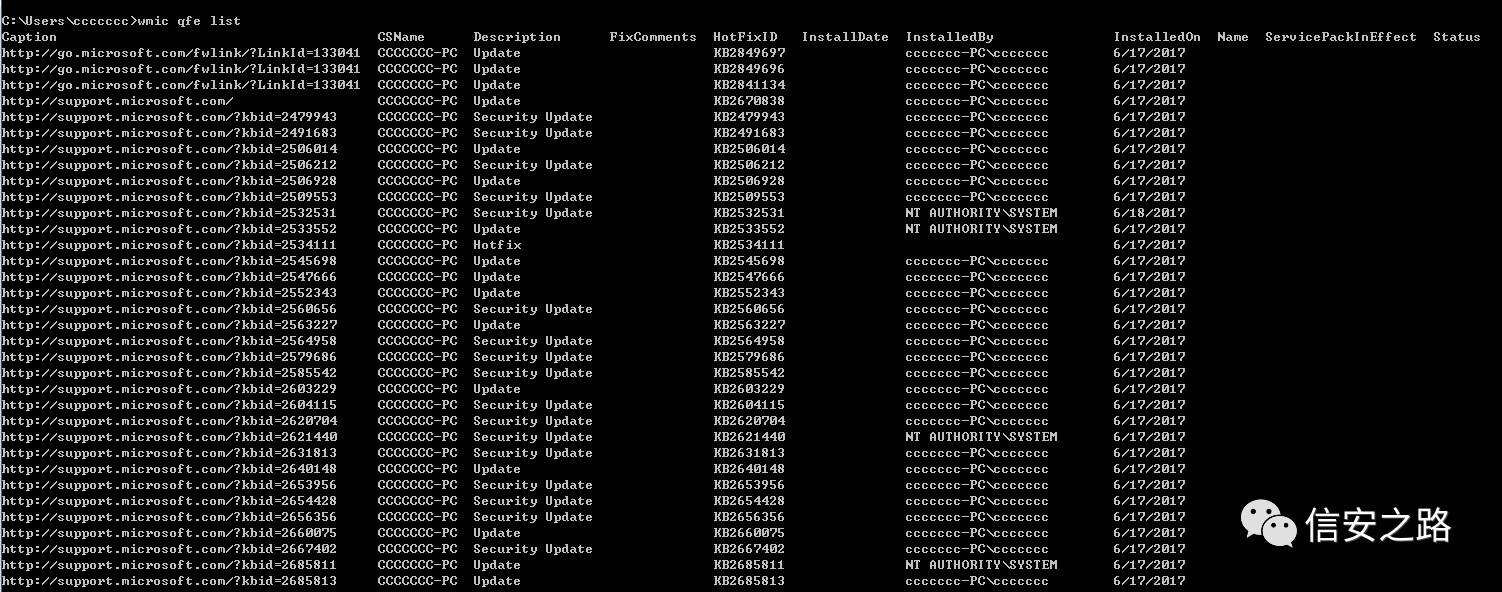 C:\Users\ccccccc>wmic qfe list
Caption CSName Description FixComments HotFixID InstallDate InstalledBy InstalledOn Name ServicePackInEffect Status
http://go.microsoft.com/fwlink/?LinkId=133041 CCCCCCC-PC Update KB2849697 ccccccc-PC\ccccccc 6/17/2017
http://go.microsoft.com/fwlink/?LinkId=133041 CCCCCCC-PC Update KB2849696 ccccccc-PC\ccccccc 6/17/2017
http://go.microsoft.com/fwlink/?LinkId=133041 CCCCCCC-PC Update KB2841134 ccccccc-PC\ccccccc 6/17/2017
http://support.microsoft.com/ CCCCCCC-PC Update KB2670838 ccccccc-PC\ccccccc 6/17/2017
http://support.microsoft.com/?kbid=2479943 CCCCCCC-PC Security Update KB2479943 ccccccc-PC\ccccccc 6/17/2017
http://support.microsoft.com/?kbid=2491683 CCCCCCC-PC Security Update KB2491683 ccccccc-PC\ccccccc 6/17/2017
http://support.microsoft.com/?kbid=2506014 CCCCCCC-PC Update KB2506014 ccccccc-PC\ccccccc 6/17/2017
http://support.microsoft.com/?kbid=2506212 CCCCCCC-PC Security Update KB2506212 ccccccc-PC\ccccccc 6/17/2017
http://support.microsoft.com/?kbid=2506928 CCCCCCC-PC Update KB2506928 ccccccc-PC\ccccccc 6/17/2017
http://support.microsoft.com/?kbid=2509553 CCCCCCC-PC Security Update KB2509553 ccccccc-PC\ccccccc 6/17/2017
http://support.microsoft.com/?kbid=2532531 CCCCCCC-PC Security Update KB2532531 NT AUTHORITY\SYSTEM 6/18/2017
http://support.microsoft.com/?kbid=2533552 CCCCCCC-PC Update KB2533552 NT AUTHORITY\SYSTEM 6/17/2017
http://support.microsoft.com/?kbid=2534111 CCCCCCC-PC Hotfix KB2534111 6/17/2017
http://support.microsoft.com/?kbid=2545698 CCCCCCC-PC Update KB2545698 ccccccc-PC\ccccccc 6/17/2017
http://support.microsoft.com/?kbid=2547666 CCCCCCC-PC Update KB2547666 ccccccc-PC\ccccccc 6/17/2017
http://support.microsoft.com/?kbid=2552343 CCCCCCC-PC Update KB2552343 ccccccc-PC\ccccccc 6/17/2017
http://support.microsoft.com/?kbid=2560656 CCCCCCC-PC Security Update KB2560656 ccccccc-PC\ccccccc 6/17/2017
http://support.microsoft.com/?kbid=2563227 CCCCCCC-PC Update KB2563227 ccccccc-PC\ccccccc 6/17/2017
http://support.microsoft.com/?kbid=2564958 CCCCCCC-PC Security Update KB2564958 ccccccc-PC\ccccccc 6/17/2017
http://support.microsoft.com/?kbid=2579686 CCCCCCC-PC Security Update KB2579686 ccccccc-PC\ccccccc 6/17/2017
http://support.microsoft.com/?kbid=2585542 CCCCCCC-PC Security Update KB2585542 ccccccc-PC\ccccccc 6/17/2017
http://support.microsoft.com/?kbid=2603229 CCCCCCC-PC Update KB2603229 ccccccc-PC\ccccccc 6/17/2017
http://support.microsoft.com/?kbid=2604115 CCCCCCC-PC Security Update KB2604115 ccccccc-PC\ccccccc 6/17/2017
http://support.microsoft.com/?kbid=2620704 CCCCCCC-PC Security Update KB2620704 ccccccc-PC\ccccccc 6/17/2017
http://support.microsoft.com/?kbid=2621440 CCCCCCC-PC Security Update KB2621440 NT AUTHORITY\SYSTEM 6/17/2017
http://support.microsoft.com/?kbid=2631813 CCCCCCC-PC Security Update KB2631813 ccccccc-PC\ccccccc 6/17/2017
http://support.microsoft.com/?kbid=2640148 CCCCCCC-PC Update KB2640148 ccccccc-PC\ccccccc 6/17/2017
http://support.microsoft.com/?kbid=2653956 CCCCCCC-PC Security Update KB2653956 ccccccc-PC\ccccccc 6/17/2017
http://support.microsoft.com/?kbid=2654428 CCCCCCC-PC Security Update KB2654428 ccccccc-PC\ccccccc 6/17/2017
http://support.microsoft.com/?kbid=2656356 CCCCCCC-PC Security Update KB2656356 ccccccc-PC\ccccccc 6/17/2017
http://support.microsoft.com/?kbid=2660075 CCCCCCC-PC Update KB2660075 ccccccc-PC\ccccccc 6/17/2017
http://support.microsoft.com/?kbid=2667402 CCCCCCC-PC Security Update KB2667402 ccccccc-PC\ccccccc 6/17/2017
http://support.microsoft.com/?kbid=2685811 CCCCCCC-PC Update KB2685811 NT AUTHORITY\SYSTEM 6/17/2017
http://support.microsoft.com/?kbid=2685813 CCCCCCC-PC Update KB2685813 ccccccc-PC\ccccccc 6/17/2017
信安之路